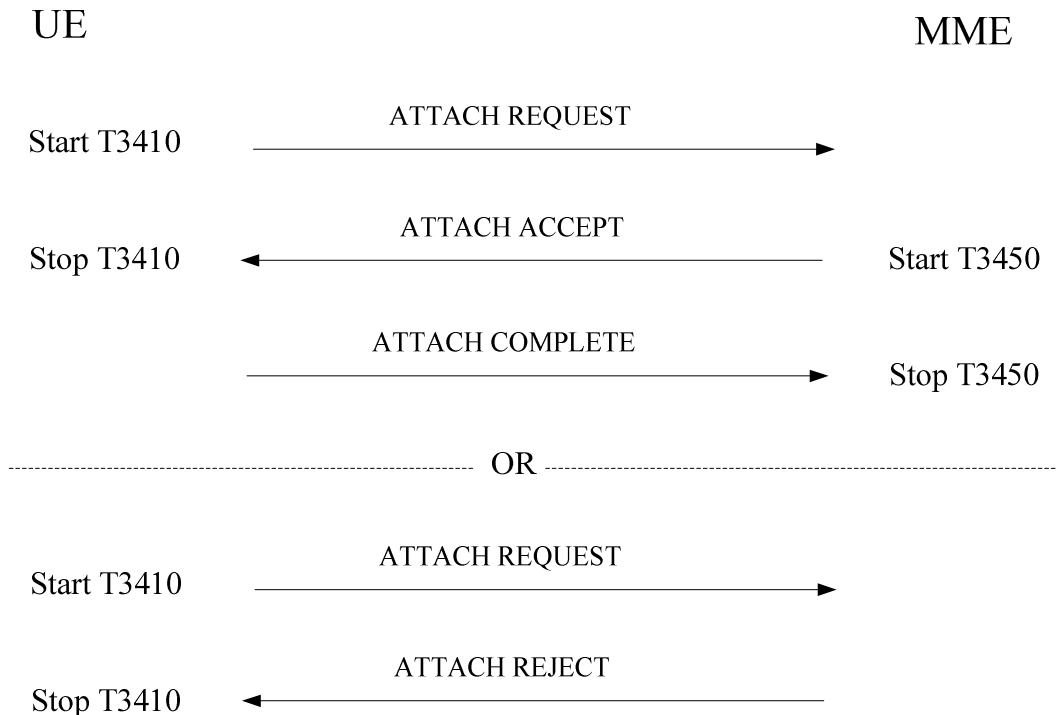 UE MME
ATTACH REQUEST
Start T3410
ATTACH ACCEPT
Stop T3410 Start T3450
ATTACH COMPLETE
Stop T3450
OR
ATTACH REQUEST
Start T3410
ATTACH REJECT
Stop T3410